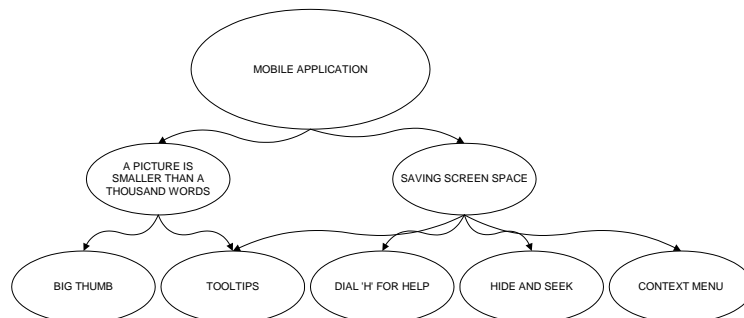 MOBILE APPLICATION
A PICTURE IS
SMALLER THAN A
THOUSAND WORDS
SAVING SCREEN SPACE
BIG THUMB
TOOLTIPS
DIAL 'H' FOR HELP
HIDE AND SEEK
CONTEXT MENU